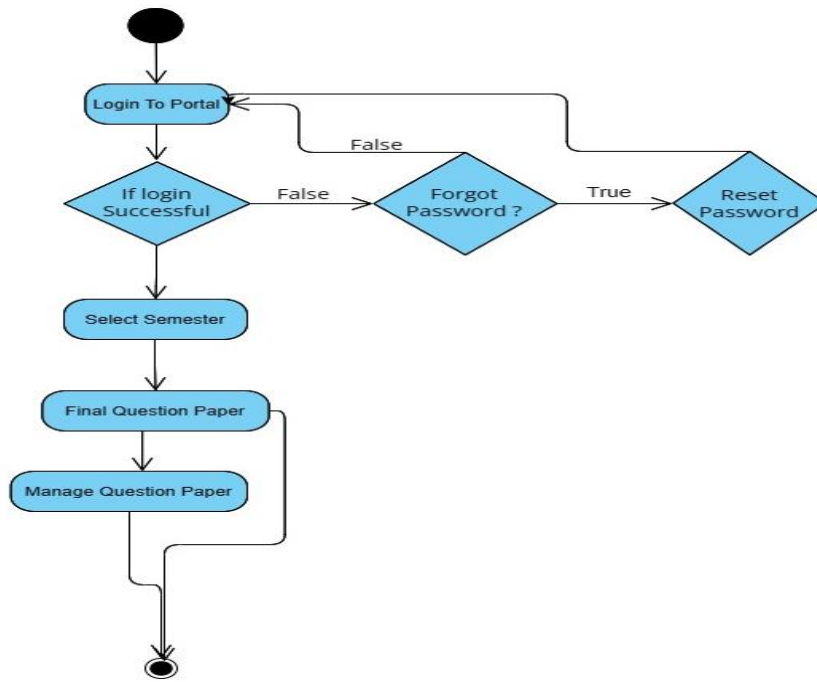 Login To Portal
False
If login
Successful
False
Forgot
Password ?
True
Reset
Password
Select Semester
Final Question Paper
Manage Question Paper